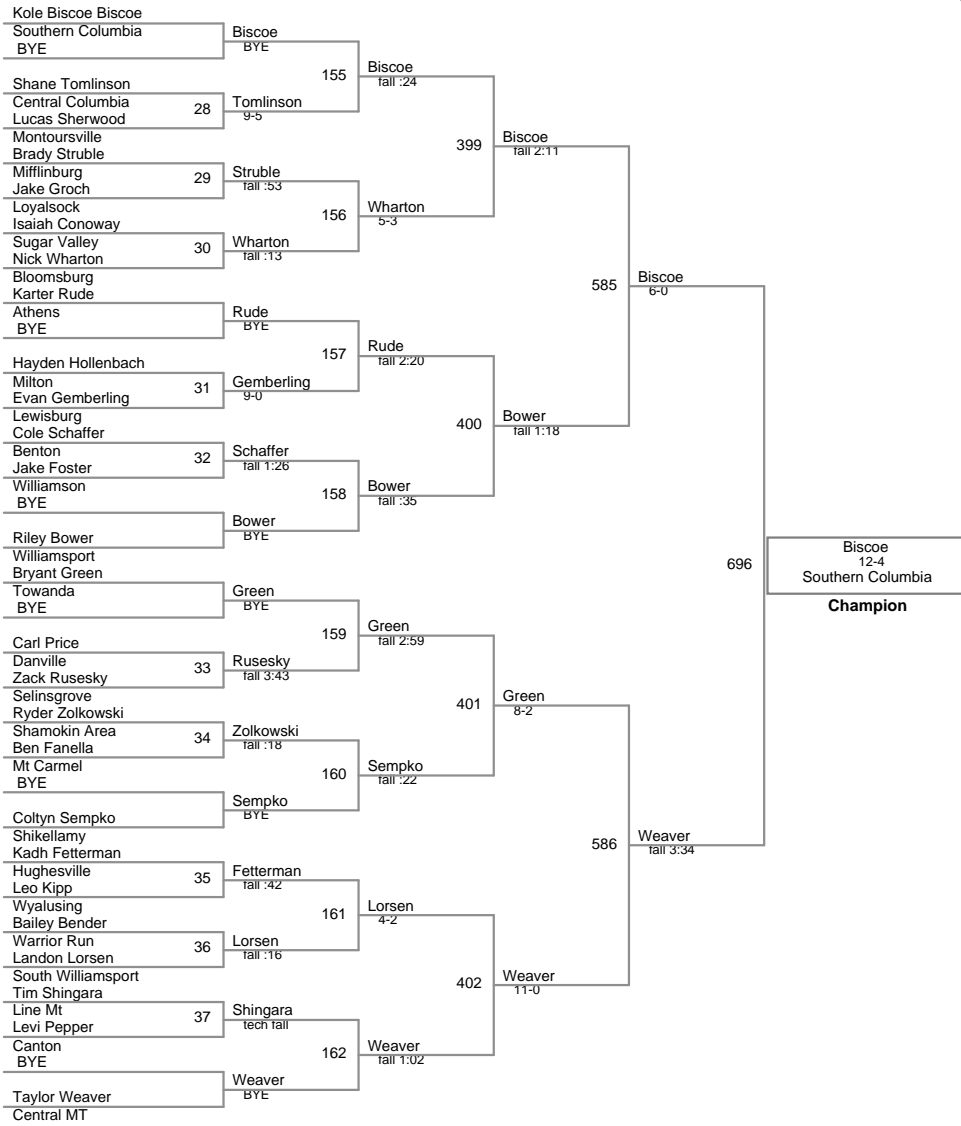 Kole Biscoe Biscoe
Southern Columbia
BYE
Shane Tomlinson
Central Columbia
Lucas Sherwood
Montoursville
Brady Struble
Mifflinburg
Jake Groch
Loyalsock
Isaiah Conoway
Sugar Valley
Nick Wharton
Bloomsburg
Karter Rude
Athens
BYE
Hayden Hollenbach
Milton
Evan Gemberling
Lewisburg
Cole Schaffer
Benton
Jake Foster
Williamson
BYE
Riley Bower
Williamsport
Bryant Green
Towanda
BYE
Carl Price
Danville
Zack Rusesky
Selinsgrove
Ryder Zolkowski
Shamokin Area
Ben Fanella
Mt Carmel
BYE
Coltyn Sempko
Shikellamy
Kadh Fetterman
Hughesville
Leo Kipp
Wyalusing
Bailey Bender
Warrior Run
Landon Lorsen
South Williamsport
Tim Shingara
Line Mt
Levi Pepper
Canton
BYE
Taylor Weaver
Central MT
28
29
30
31
32
33
34
35
36
37
Biscoe
BYE
Tomlinson
9-5
Struble
fall :53
Wharton
fall :13
Rude
BYE
Gemberling
9-0
Schaffer
fall 1:26
Bower
BYE
Green
BYE
Rusesky
fall 3:43
Zolkowski
fall :18
Sempko
BYE
Fetterman
fall :42
Lorsen
fall :16
Shingara
tech fall
Weaver
BYE
155
156
157
158
159
160
161
162
Biscoe
fall :24
Wharton
5-3
Rude
fall 2:20
Bower
fall :35
Green
fall 2:59
Sempko
fall :22
Lorsen
4-2
Weaver
fall 1:02
399
400
401
402
Biscoe
fall 2:11
Bower
fall 1:18
Green
8-2
Weaver
11-0
585
586
Biscoe
6-0
Weaver
fall 3:34
696
Biscoe
12-4
Southern Columbia
Champion